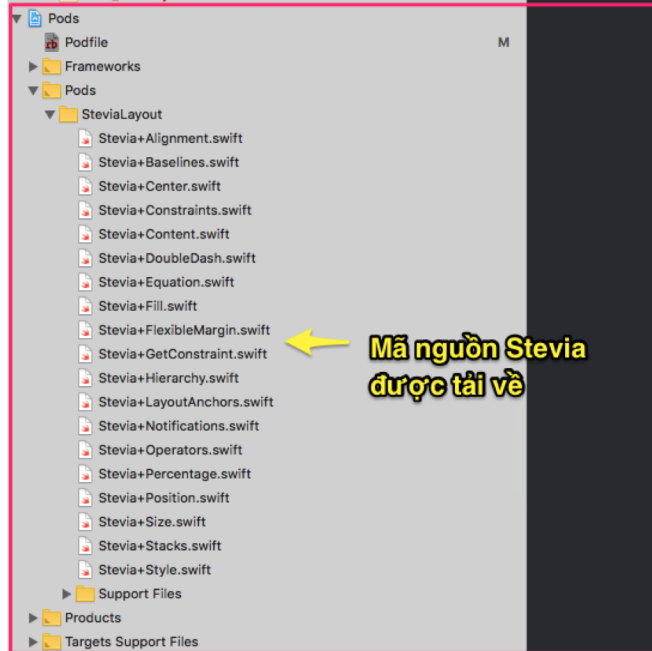 Pods
Podfile M
Frameworks
Pods
SteviaLayout
Stevia+Alignment.swift
Stevia+Baselines.swift
Stevia+Center.swift
Stevia+Constraints.swift
Stevia+Content.swift
Stevia+DoubleDash.swift
Stevia+Equation.swift
Stevia+Fill.swift
Stevia+FlexibleMargin.swift
Stevia+GetConstraint.swift
Stevia+Hierarchy.swift
Stevia+LayoutAnchors.swift
Stevia+Notifications.swift
Stevia+Operators.swift
Stevia+Percentage.swift
Stevia+Position.swift
Stevia+Size.swift
Stevia+Stacks.swift
Stevia+Style.swift
Support Files
Products
Targets Support Files
Mã nguồn Stevia
được tải về